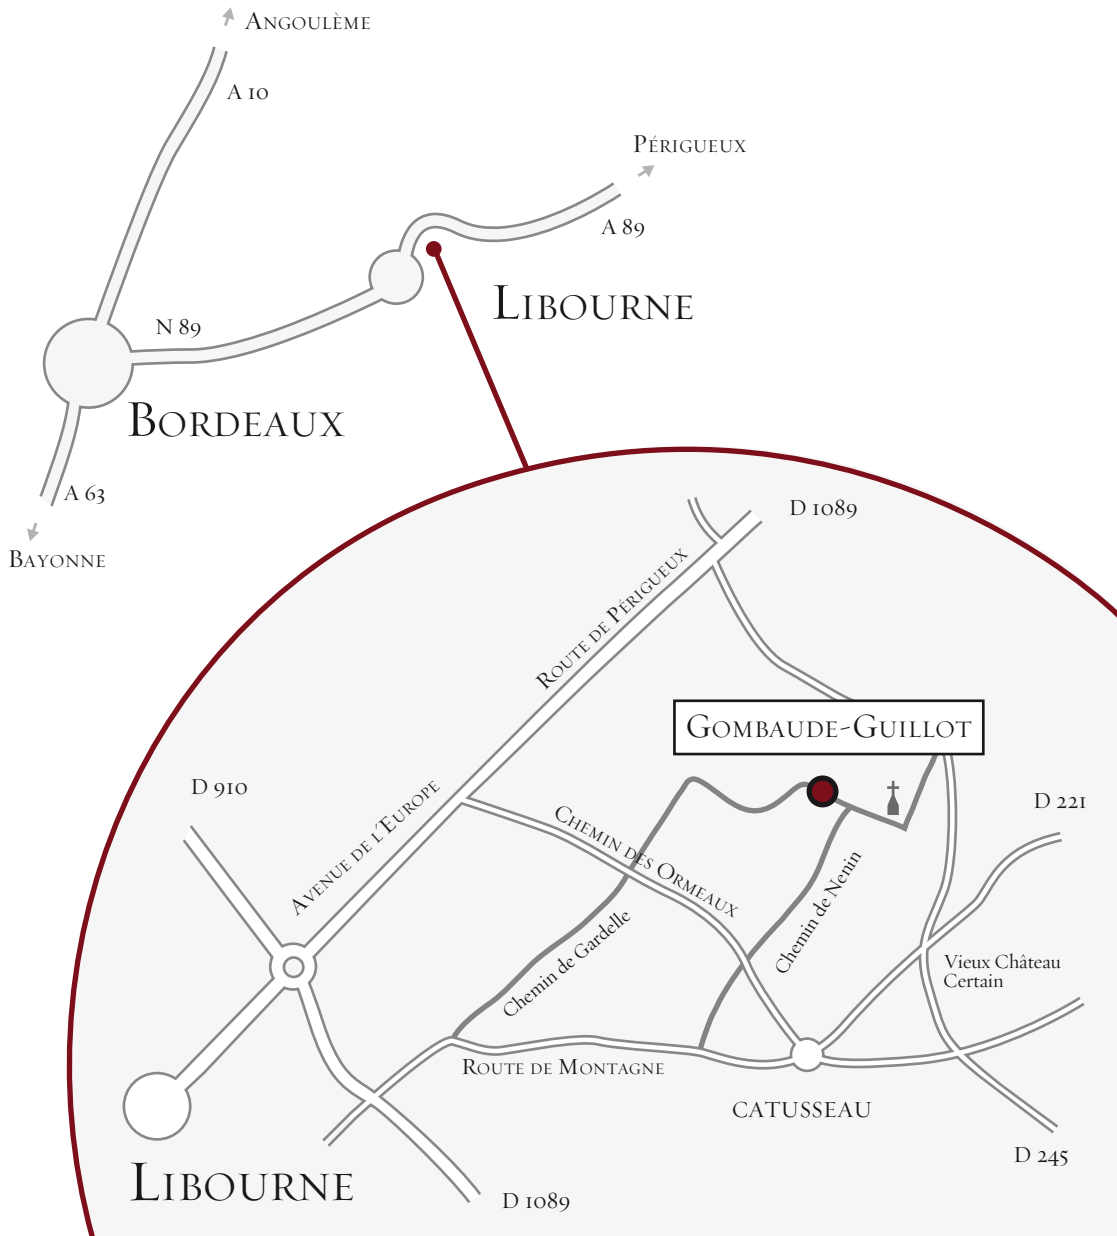 Angoulème
A 10
Périgueux
A 89
Libourne
N 89
Bordeaux
A 63
Bayonne
D 1089
Route de Périgueux
Gombaude-Guillot
D 910
Avenue de l'Europe
Chemin des Ormeaux
D 221
Chemin de Nenin
Chemin de Gardelle
Vieux Château
Certain
Route de Montagne
CATUSSEAU
D 245
Libourne
D 1089